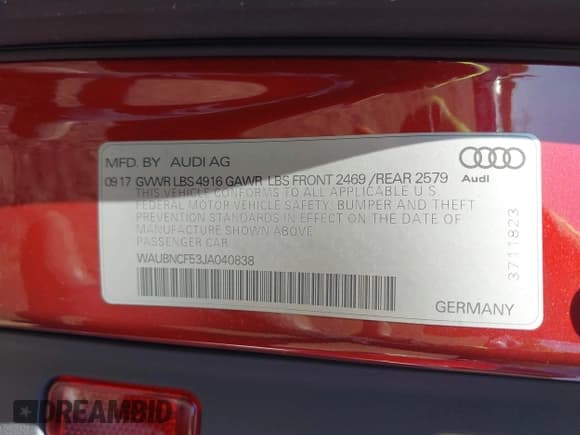 MFD. BY AUDI AG
09 17 GVWR LBS 4916 GAWR LBS FRONT 2469 /REAR 2579
THIS VEHICLE CONFORMS TO ALL APPLICABLE U S
FEDERAL MOTOR VEHICLE SAFETY: BUMPER AND THEFT
PREVENTION STANDARDS IN EFFECT ON THE DATE OF
MANUFACTURE SHOWN ABOVE
PASSENGER CAR
WAUBNCF53JA040838
Audi
3711823
GERMANY
DREAMBID